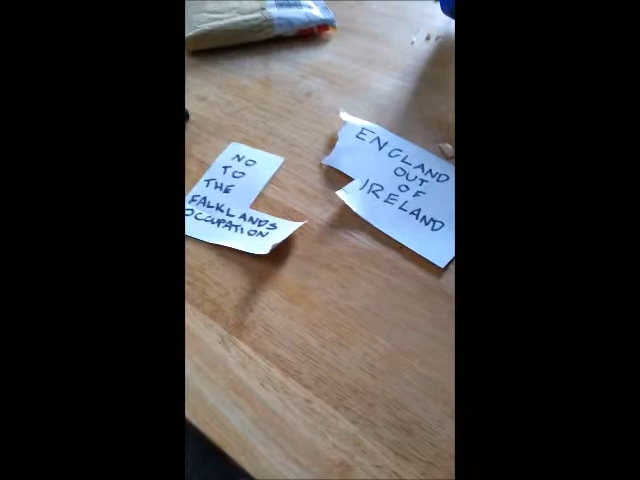 NO
TO
THE
FALKLANDS
OCCUPATION
ENGLAND
OUT
OF
IRELAND